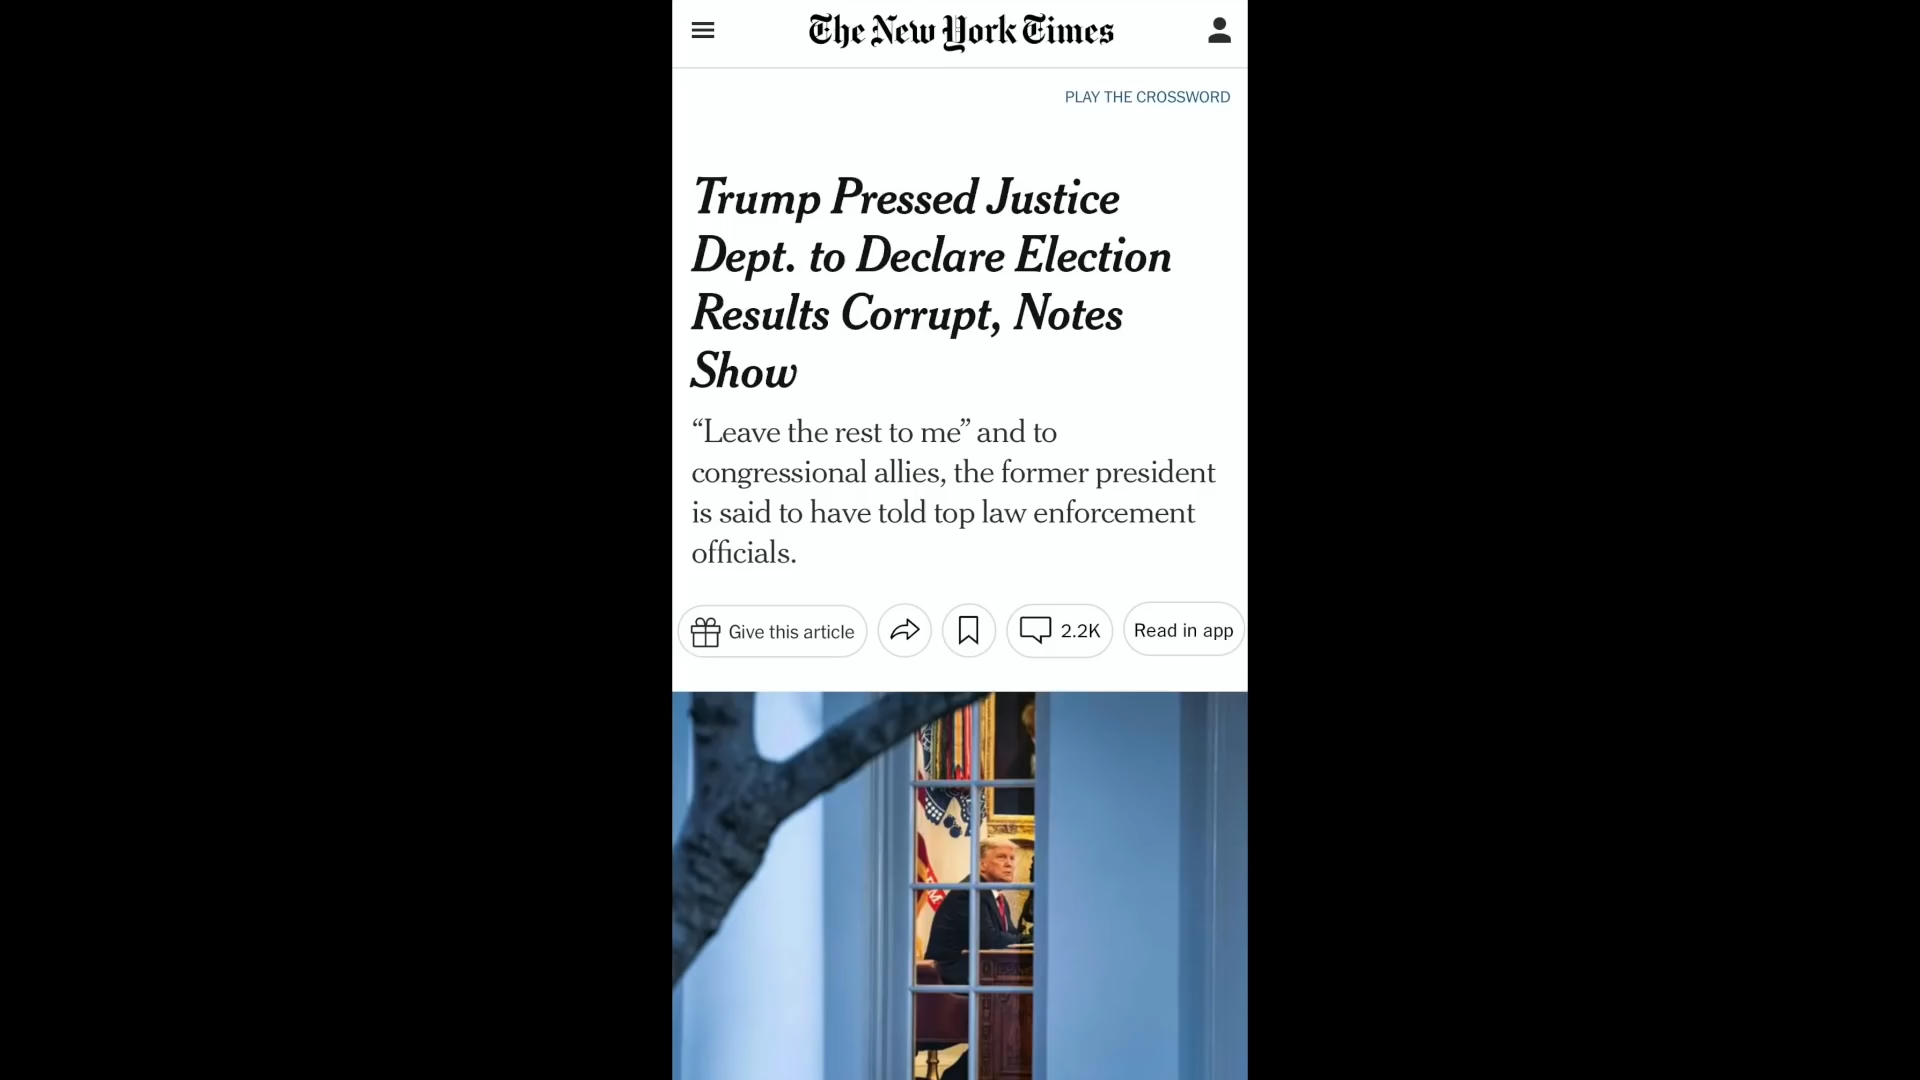 The New York Times
PLAY THE CROSSWORD
Trump Pressed Justice
Dept. to Declare Election
Results Corrupt, Notes
Show
“Leave the rest to me” and to
congressional allies, the former president
is said to have told top law enforcement
officials.
Give this article
2.2K
Read in app